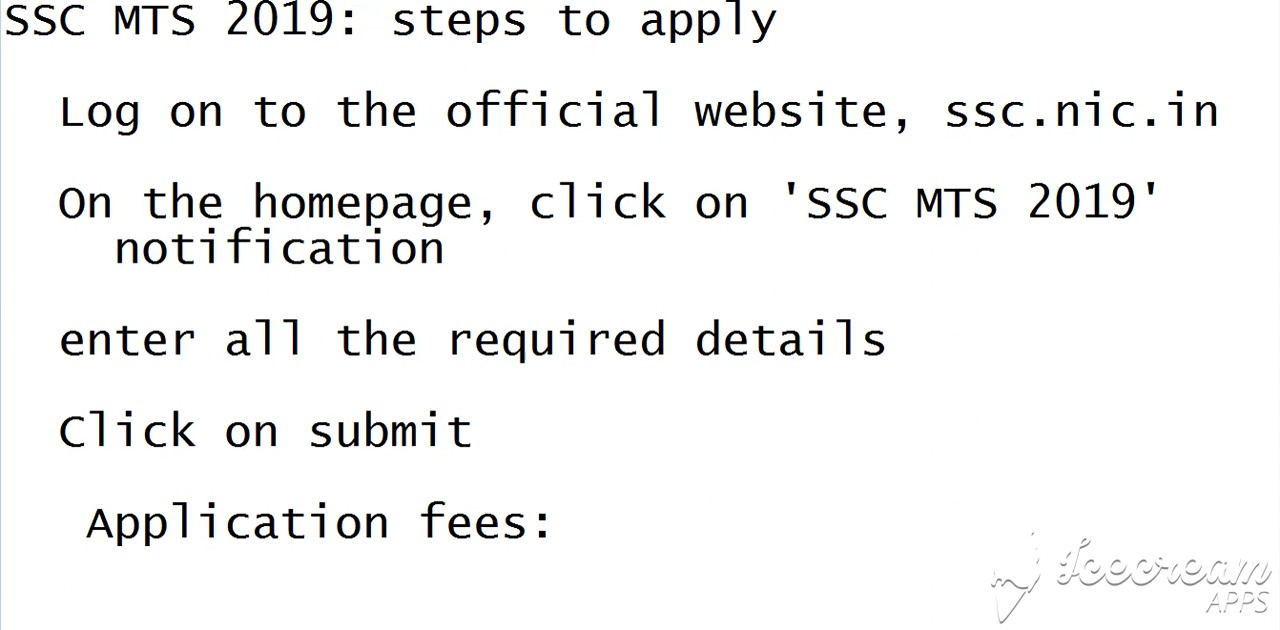 SSC MTS 2019: steps to apply
Log on to the official website, ssc.nic.in
On the homepage, click on 'SSC MTS 2019'
notification
enter all the required details
Click on submit
Application fees:
Icecream
APPS